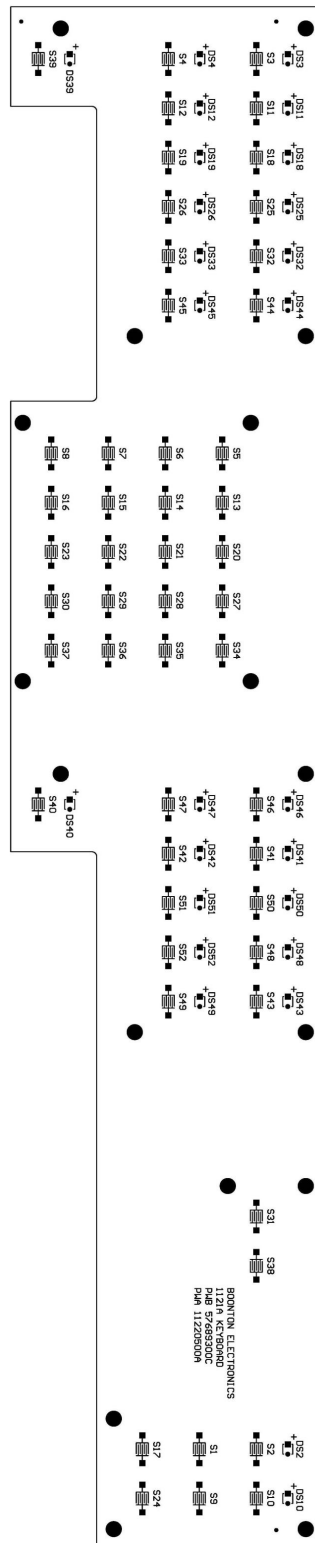 DS3 DS11 DS18 DS25 DS32 DS44 DS46 DS41 DS50 DS48 DS43 DS2 DS10
S3 S11 S18 S25 S32 S44 S46 S41 S50 S48 S43 S31 S38 S2 S10
S5 S13 S20 S27 S34
BOONTON ELECTRONICS
1121A KEYBOARD
PWB 57689300C
PWA 11220500A
DS4 DS12 DS19 DS26 DS33 DS45 DS47 DS42 DS51 DS52 DS49 S1 S9
S4 S12 S19 S26 S33 S45 S6 S14 S21 S28 S35 S47 S42 S51 S52 S49
S17 S24
S7 S15 S22 S29 S36
DS39 S8 S16 S23 S30 S37 DS40
S39 S40